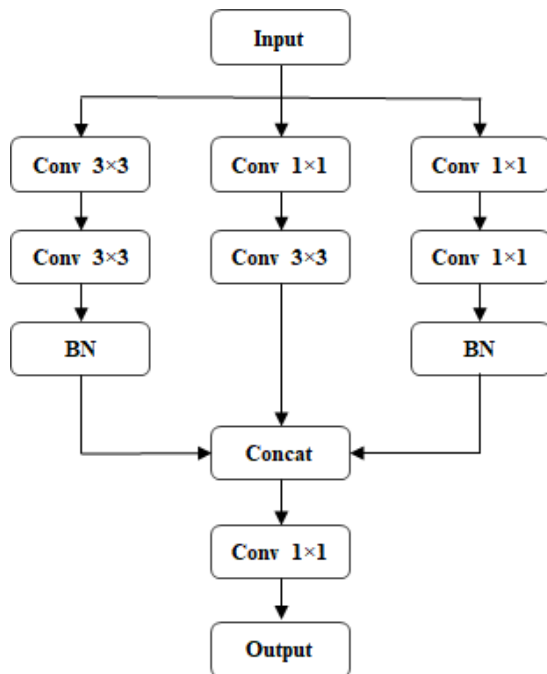 Input
Conv 3×3
Conv 1×1
Conv 1×1
Conv 3×3
Conv 3×3
Conv 1×1
BN
BN
Concat
Conv 1×1
Output